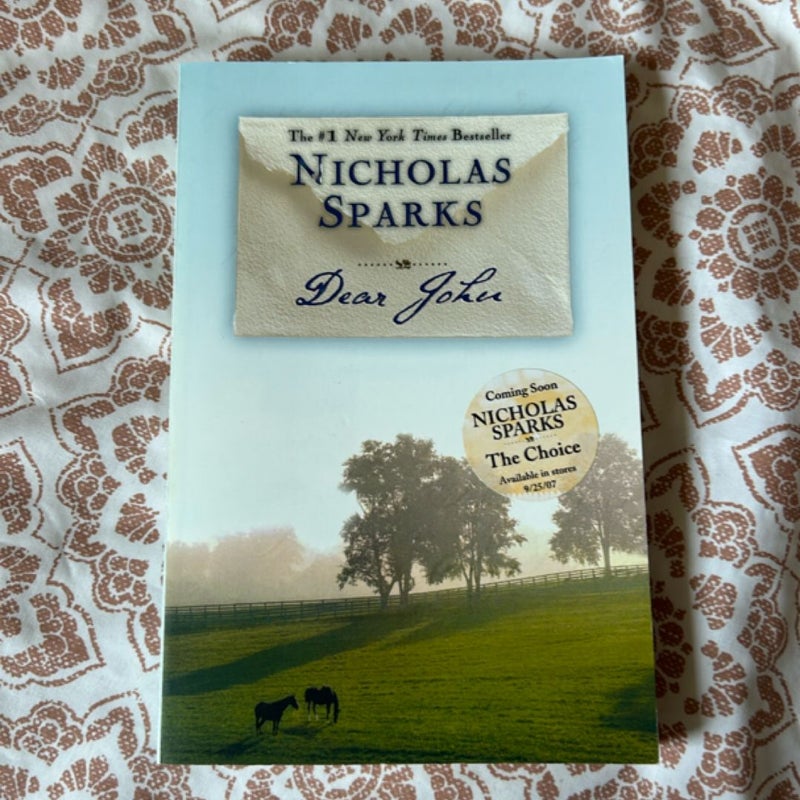 The #1 New York Times Bestseller
NICHOLAS
SPARKS
Dear John
Coming Soon
NICHOLAS
SPARKS
The Choice
Available in stores
9/25/07